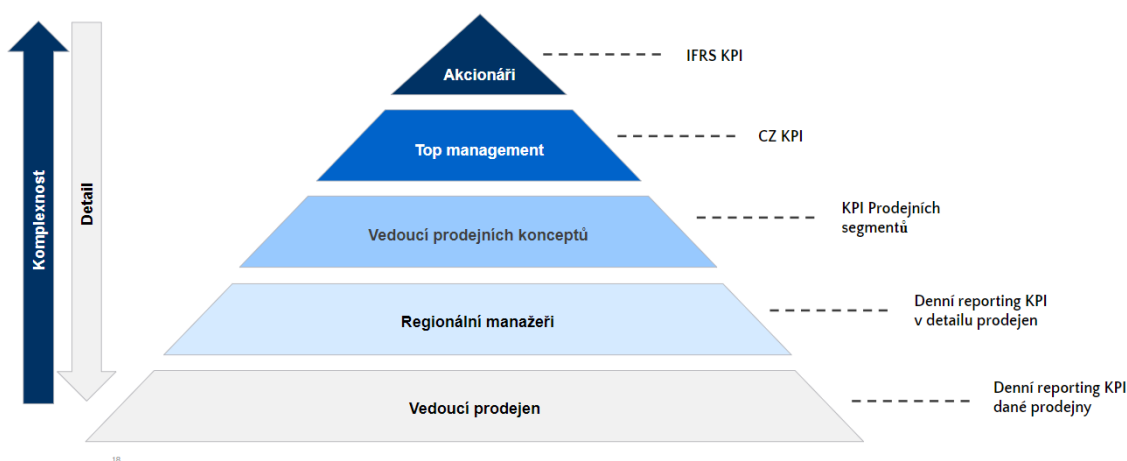 Komplexnost
Detail
Akcionáři
IFRS KPI
Top management
CZ KPI
Vedoucí prodejních konceptů
KPI Prodejních
segmentů
Regionální manažeři
Denní reporting KPI
v detailu prodejen
Vedoucí prodejen
Denní reporting KPI
dané prodejny
18